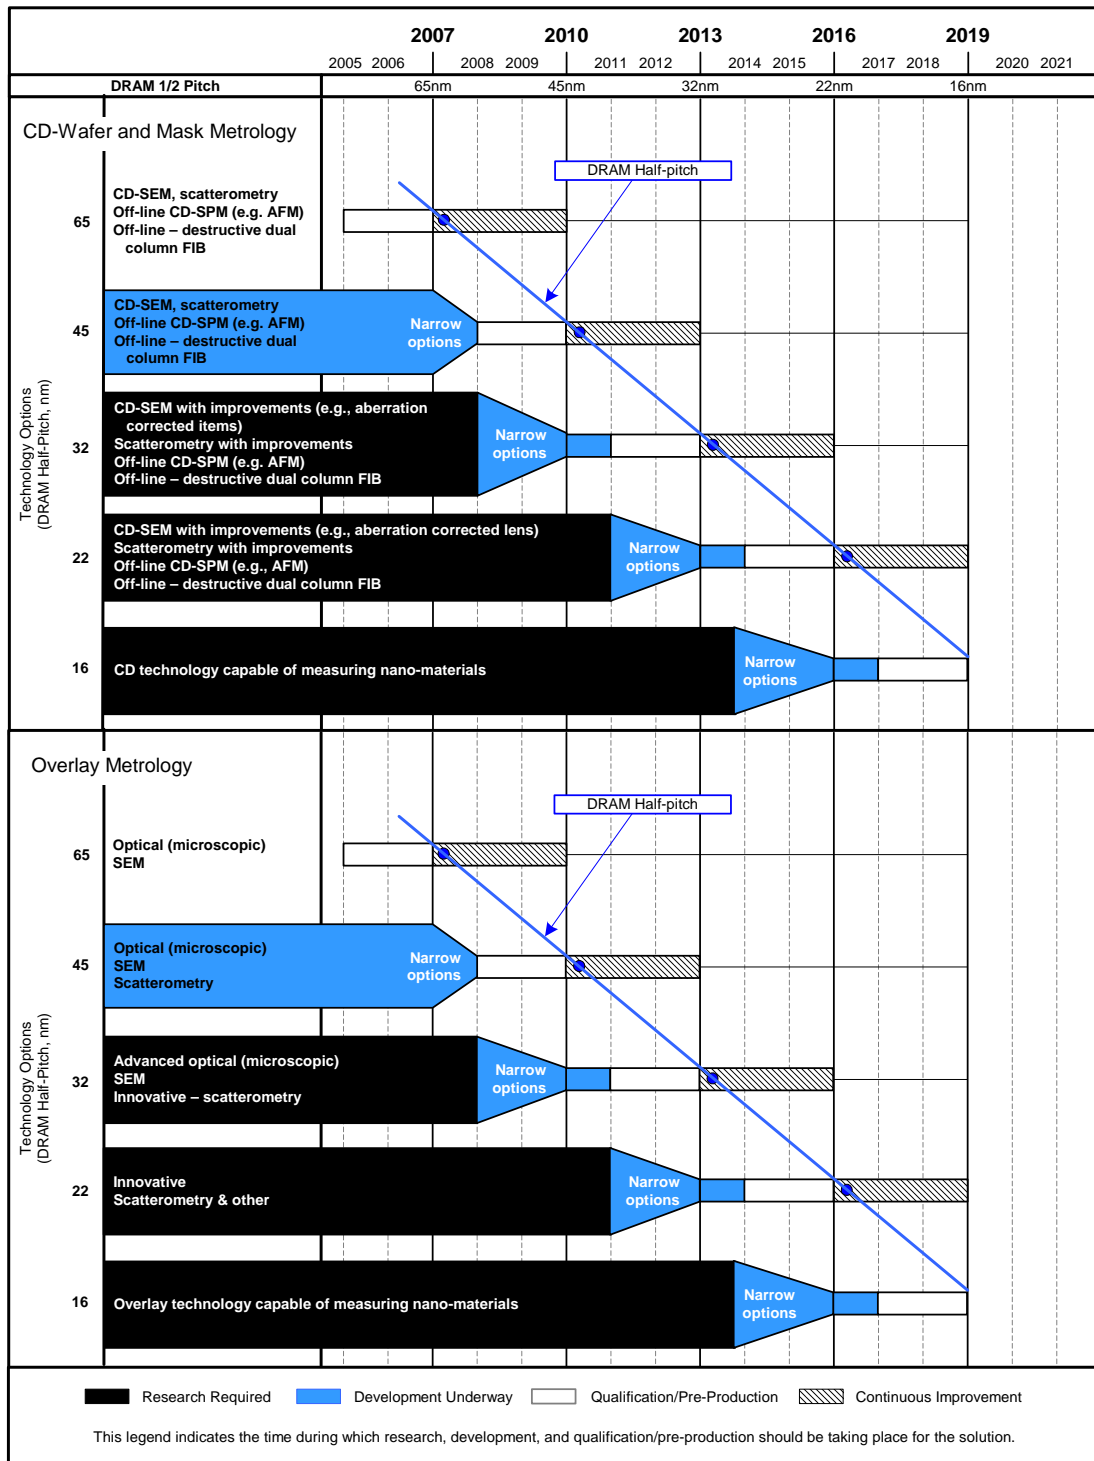 2007 2010 2013 2016 2019
2005 2006 2008 2009 2011 2012 2014 2015 2017 2018 2020 2021
DRAM 1/2 Pitch 65nm 45nm 32nm 22nm 16nm
CD-Wafer and Mask Metrology
DRAM Half-pitch
Technology Options
(DRAM Half-Pitch, nm)
65
CD-SEM, scatterometry
Off-line CD-SPM (e.g. AFM)
Off-line – destructive dual
column FIB
45
CD-SEM, scatterometry
Off-line CD-SPM (e.g. AFM)
Off-line – destructive dual
column FIB
Narrow
options
32
CD-SEM with improvements (e.g., aberration
corrected items)
Scatterometry with improvements
Off-line CD-SPM (e.g. AFM)
Off-line – destructive dual column FIB
Narrow
options
22
CD-SEM with improvements (e.g., aberration corrected lens)
Scatterometry with improvements
Off-line CD-SPM (e.g., AFM)
Off-line – destructive dual column FIB
Narrow
options
16
CD technology capable of measuring nano-materials
Narrow
options
Overlay Metrology
DRAM Half-pitch
Technology Options
(DRAM Half-Pitch, nm)
65
Optical (microscopic)
SEM
45
Optical (microscopic)
SEM
Scatterometry
Narrow
options
32
Advanced optical (microscopic)
SEM
Innovative – scatterometry
Narrow
options
22
Innovative
Scatterometry & other
Narrow
options
16
Overlay technology capable of measuring nano-materials
Narrow
options
Research Required Development Underway Qualification/Pre-Production Continuous Improvement
This legend indicates the time during which research, development, and qualification/pre-production should be taking place for the solution.